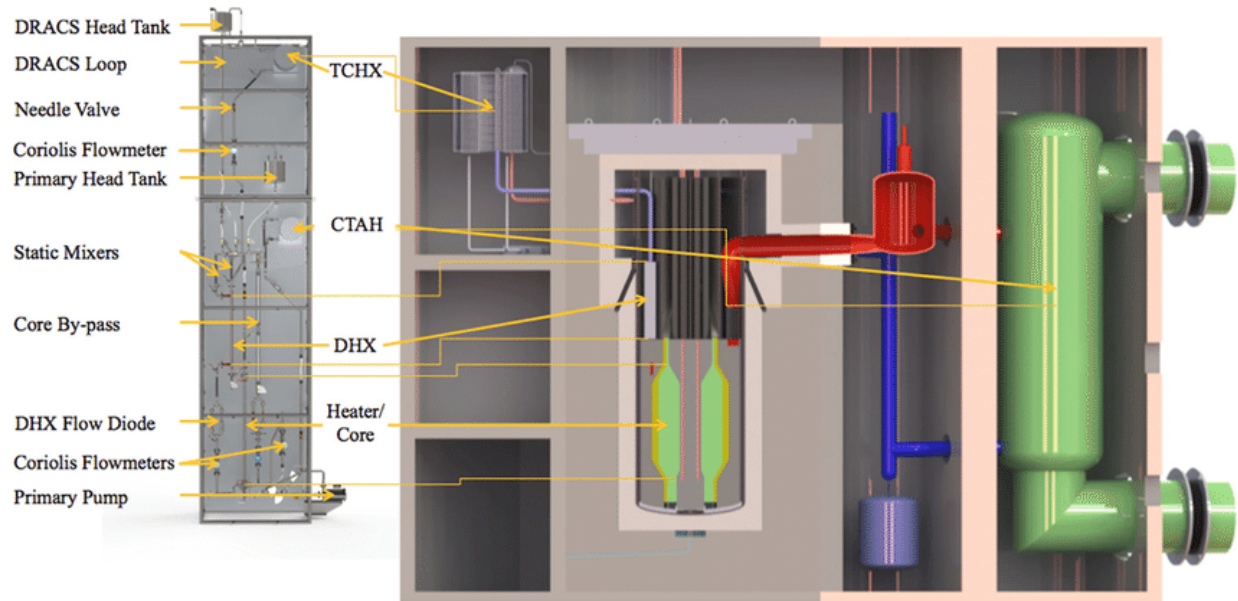 DRACS Head Tank
DRACS Loop
TCHX
Needle Valve
Coriolis Flowmeter
Primary Head Tank
CTAH
Static Mixers
Core By-pass
DHX
Heater/
Core
DHX Flow Diode
Coriolis Flowmeters
Primary Pump